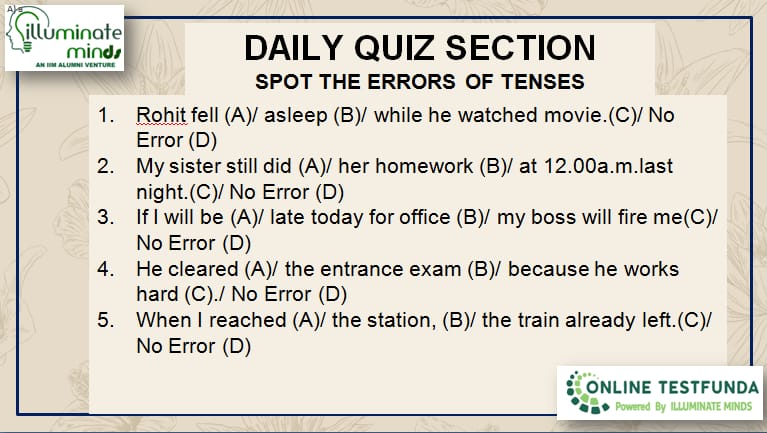 A) s
illuminate
minds
AN IIM ALUMNI VENTURE
DAILY QUIZ SECTION
SPOT THE ERRORS OF TENSES
1. Rohit fell (A)/ asleep (B)/ while he watched movie.(C)/ No
Error (D)
2. My sister still did (A)/ her homework (B)/ at 12.00a.m.last
night.(C)/ No Error (D)
3. If I will be (A)/ late today for office (B)/ my boss will fire me(C)/
No Error (D)
4. He cleared (A)/ the entrance exam (B)/ because he works
hard (C)./ No Error (D)
5. When I reached (A)/ the station, (B)/ the train already left.(C)/
No Error (D)
ONLINE TESTFUNDA
Powered By ILLUMINATE MINDS